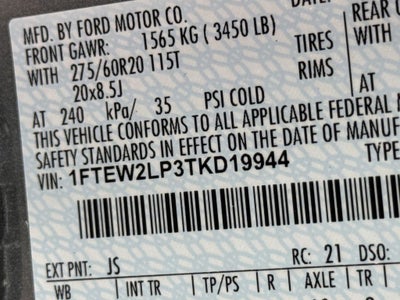 MFD. BY FORD MOTOR CO.
FRONT GAWR: 1565 KG ( 3450 LB) REAR
WITH 275/60R20 115T TIRES WITH
20x8.5J RIMS
AT 240 kPa/ 35 PSI COLD AT
THIS VEHICLE CONFORMS TO ALL APPLICABLE FEDERAL
SAFETY STANDARDS IN EFFECT ON THE DATE OF MANUF
VIN: 1FTEW2LP3TKD19944 TYPE
EXT PNT: JS RC: 21 DSO:
WB INT TR TP/PS R AXLE TR